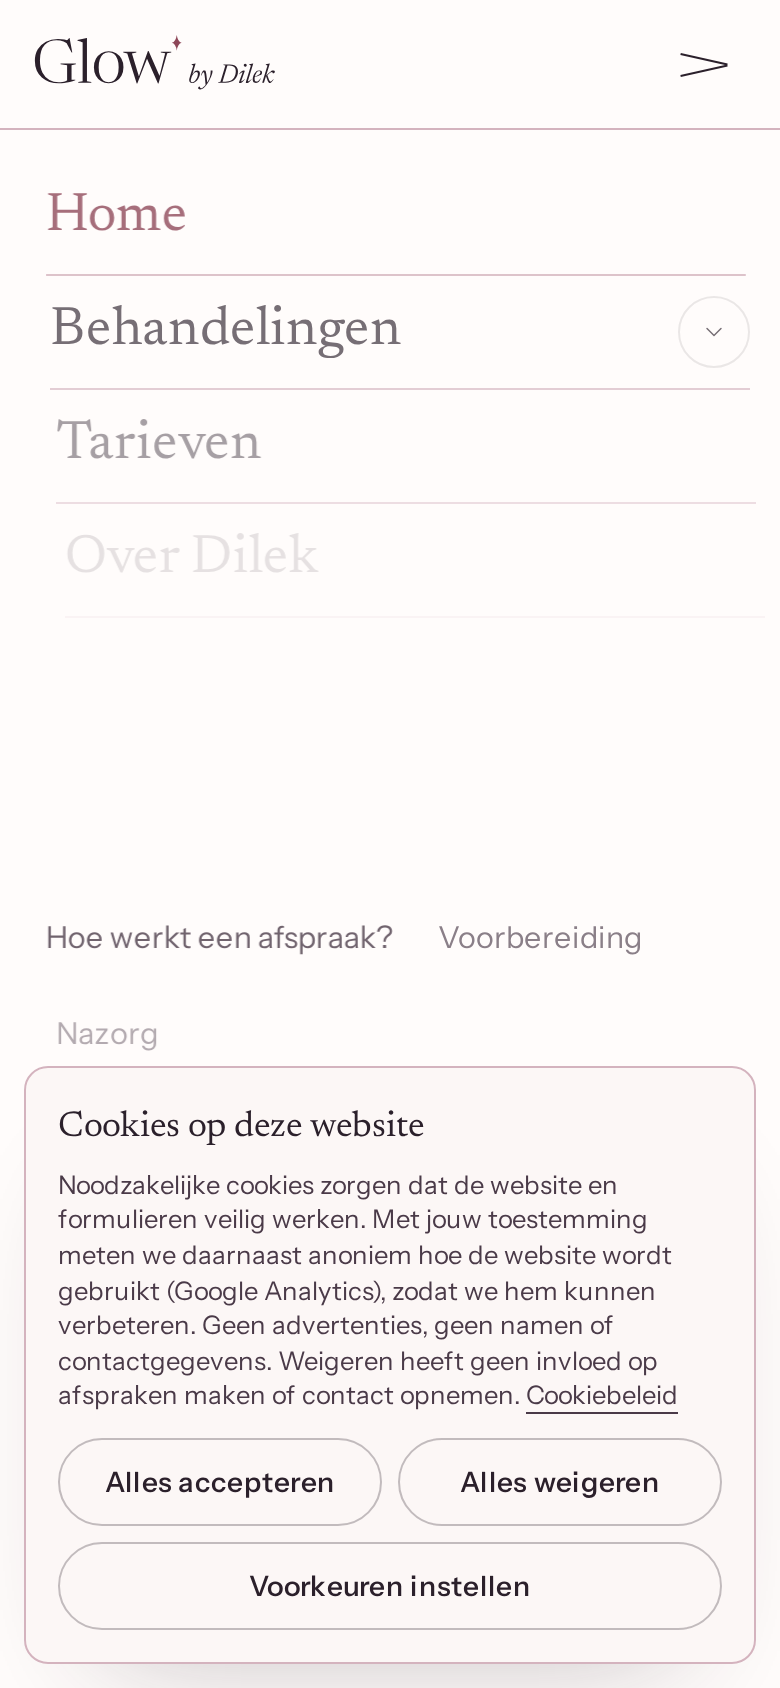 Glow by Dilek
Home
Behandelingen
Tarieven
Over Dilek
Hoe werkt een afspraak? Voorbereiding
Nazorg
Cookies op deze website
Noodzakelijke cookies zorgen dat de website en
formulieren veilig werken. Met jouw toestemming
meten we daarnaast anoniem hoe de website wordt
gebruikt (Google Analytics), zodat we hem kunnen
verbeteren. Geen advertenties, geen namen of
contactgegevens. Weigeren heeft geen invloed op
afspraken maken of contact opnemen. Cookiebeleid
Alles accepteren Alles weigeren
Voorkeuren instellen